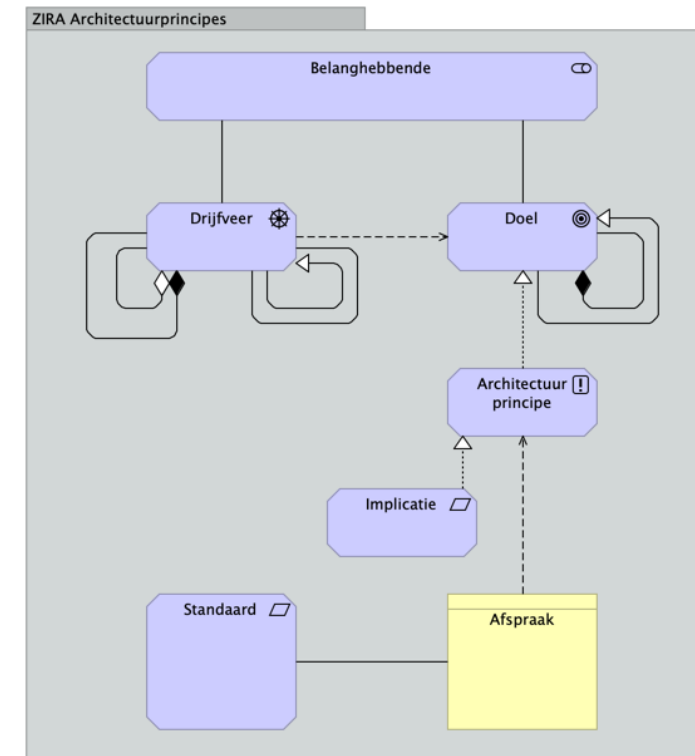 ZIRA Architectuurprincipes
Belanghebbende
Drijfveer
Doel
Architectuur
principe
Implicatie
Standaard
Afspraak